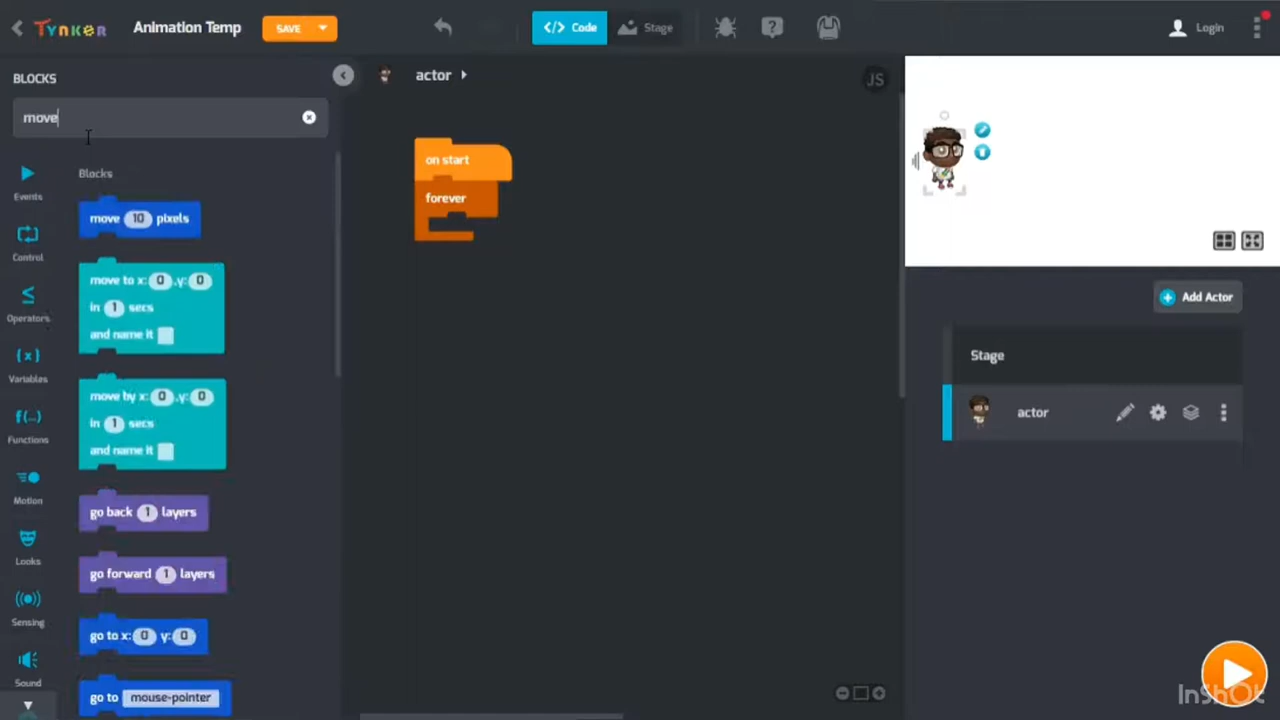 TYNKER
Animation Temp
SAVE
</> Code
Stage
Login
BLOCKS
actor
JS
move
Blocks
Events
Control
Operators
Variables
Functions
Motion
Looks
Sensing
Sound
move 10 pixels
move to x: 0 ,y: 0
in 1 secs
and name it
move by x: 0 ,y: 0
in 1 secs
and name it
go back 1 layers
go forward 1 layers
go to x: 0 y: 0
go to mouse-pointer
on start
forever
Add Actor
Stage
actor
InShOt